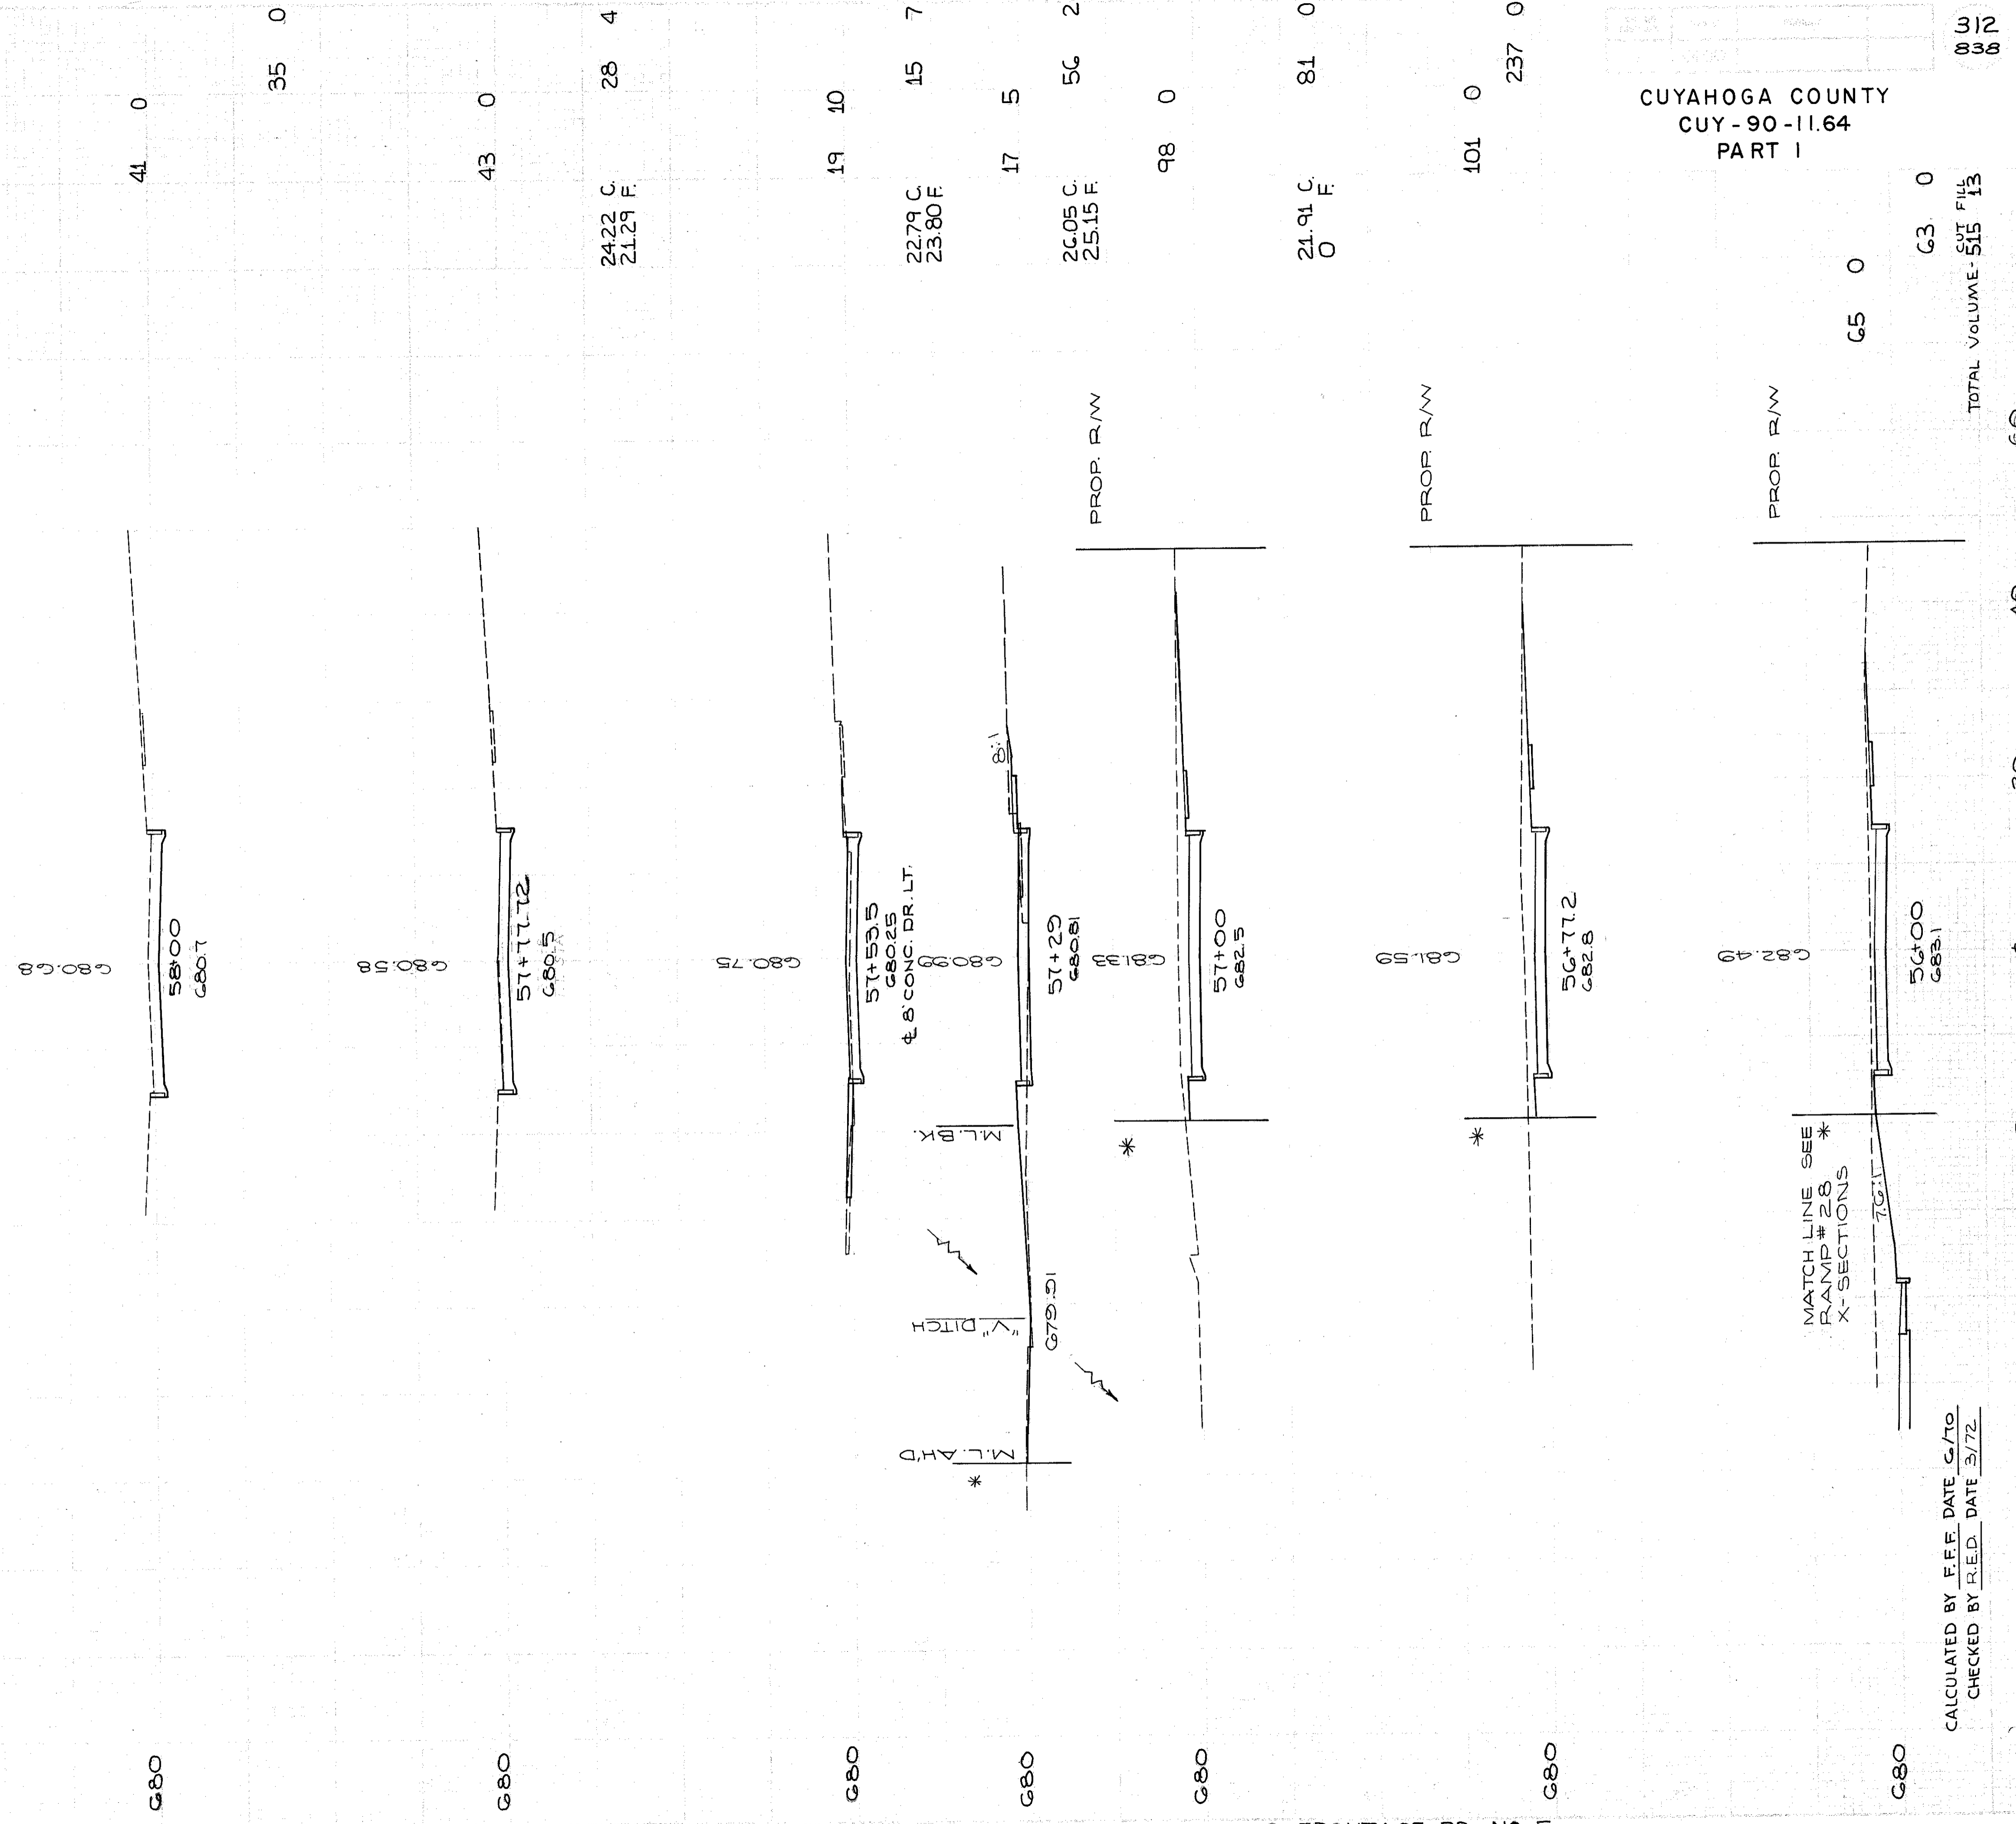 312
838
CUYAHOGA COUNTY
CUY-90-11.64
PART 1
41 0
35 0
43 0
28 4
24.22 C.
21.29 F.
19 10
15 7
22.79 C.
23.80 F.
17 5
56 2
26.05 C.
25.15 F.
98 0
81 0
21.91 C.
0 F.
101 0
237 0
65 0
63 0
CUT FILL
TOTAL VOLUME- 515 13
680.68
58+00
680.7
680
680.58
57+77.72
680.5
680
680.75
57+53.5
680.25
℄ 8' CONC. DR. LT.
680
8:1
680.99
57+29
680.81
M.L. BK.
"V" DITCH
679.91
M.L. AH'D
*
680
PROP. R/W
681.33
57+00
682.5
*
680
PROP. R/W
681.59
56+77.2
682.8
*
680
PROP. R/W
682.49
56+00
683.1
MATCH LINE SEE
RAMP # 28 *
X-SECTIONS
7.6:1
680
CALCULATED BY F.F.F. DATE 6/70
CHECKED BY R.E.D. DATE 3/72